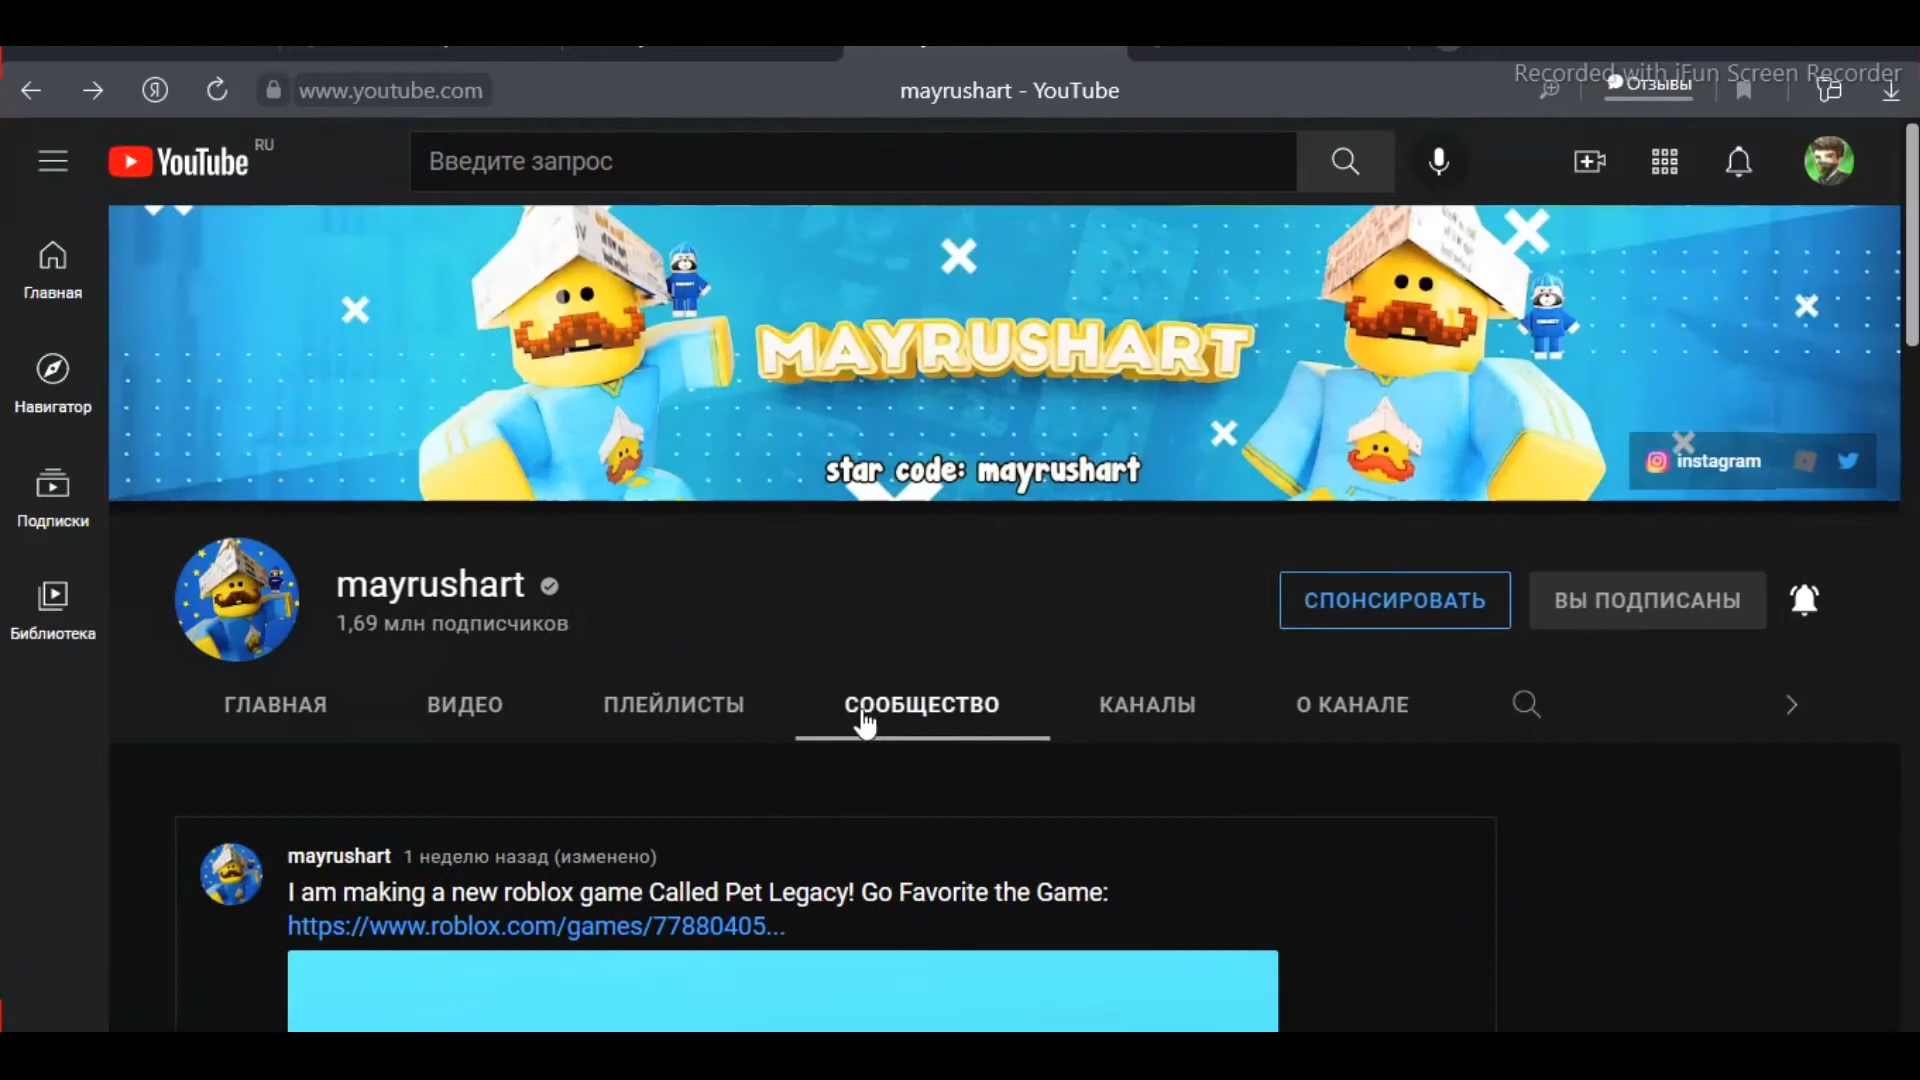 Recorded with iFun Screen Recorder
www.youtube.com
mayrushart - YouTube
Отзывы
YouTube RU
Введите запрос
Главная
Навигатор
Подписки
Библиотека
MAYRUSHART
star code: mayrushart
instagram
mayrushart
1,69 млн подписчиков
СПОНСИРОВАТЬ
ВЫ ПОДПИСАНЫ
ГЛАВНАЯ
ВИДЕО
ПЛЕЙЛИСТЫ
СООБЩЕСТВО
КАНАЛЫ
О КАНАЛЕ
mayrushart 1 неделю назад (изменено)
I am making a new roblox game Called Pet Legacy! Go Favorite the Game:
https://www.roblox.com/games/77880405...